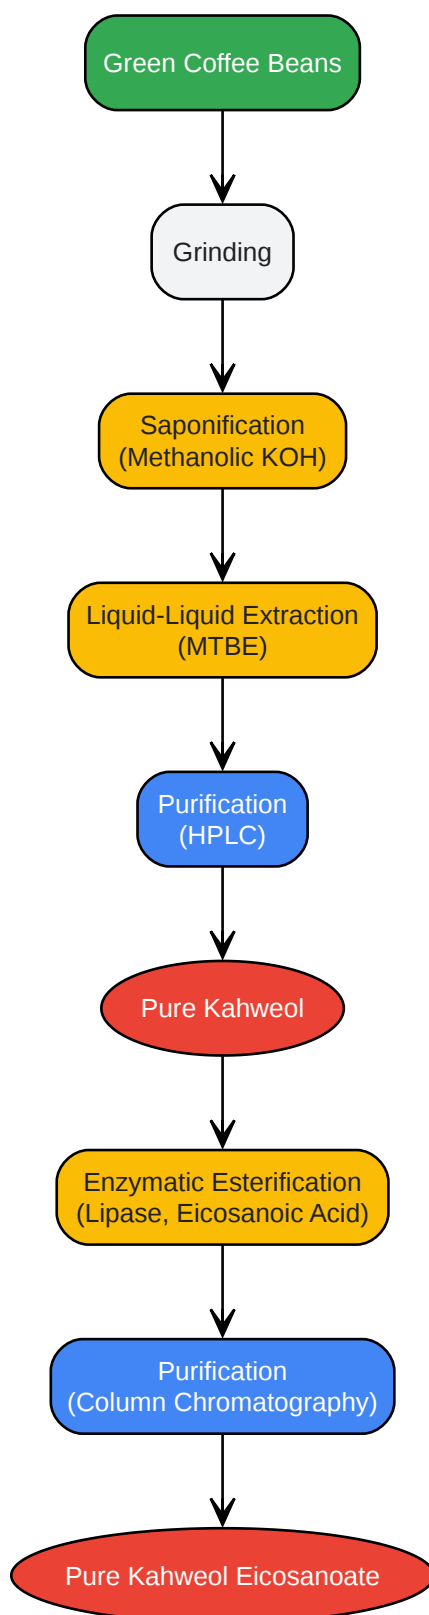 Green Coffee Beans
Grinding
Saponification
(Methanolic KOH)
Liquid-Liquid Extraction
(MTBE)
Purification
(HPLC)
Pure Kahweol
Enzymatic Esterification
(Lipase, Eicosanoic Acid)
Purification
(Column Chromatography)
Pure Kahweol Eicosanoate